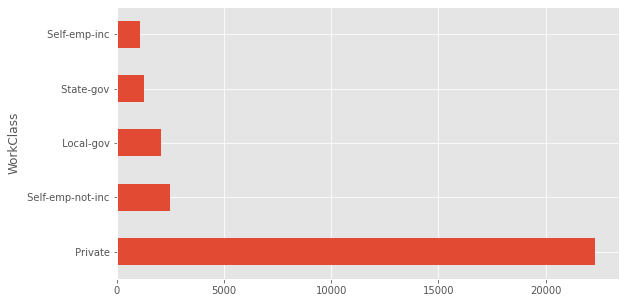 WorkClass
Self-emp-inc
State-gov
Local-gov
Self-emp-not-inc
Private
0 5000 10000 15000 20000